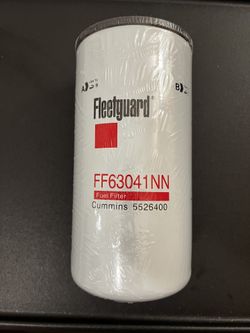 A
B
Fleetguard
FF63041NN
Fuel Filter
Cummins 5526400